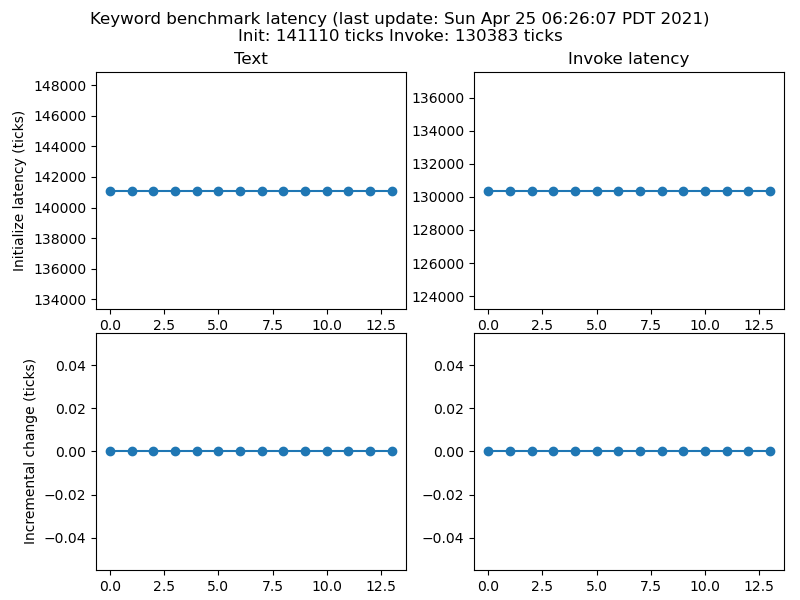 Keyword benchmark latency (last update: Sun Apr 25 06:26:07 PDT 2021)
Init: 141110 ticks Invoke: 130383 ticks
Text
Initialize latency (ticks)
148000
146000
144000
142000
140000
138000
136000
134000
0.0 2.5 5.0 7.5 10.0 12.5
Invoke latency
136000
134000
132000
130000
128000
126000
124000
0.0 2.5 5.0 7.5 10.0 12.5
Incremental change (ticks)
0.04
0.02
0.00
−0.02
−0.04
0.0 2.5 5.0 7.5 10.0 12.5
0.04
0.02
0.00
−0.02
−0.04
0.0 2.5 5.0 7.5 10.0 12.5